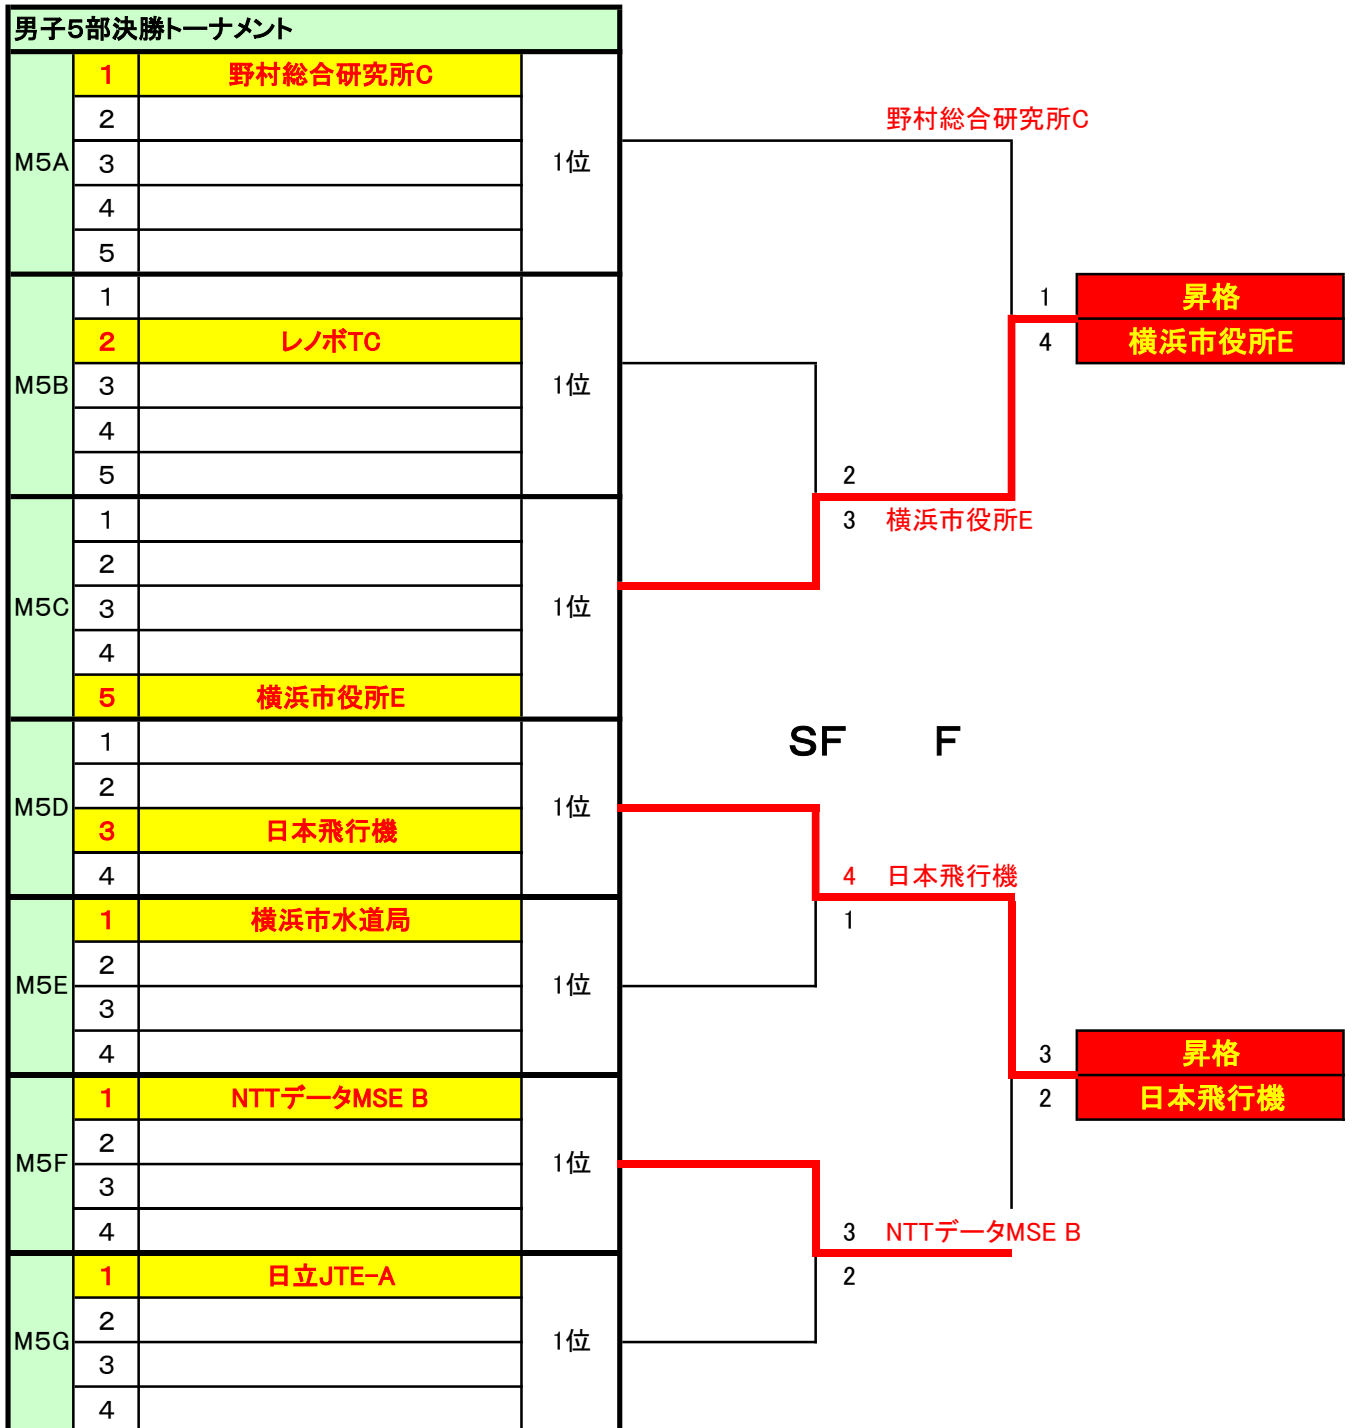 男子5部決勝トーナメント
1 野村総合研究所C
2 野村総合研究所C
M5A 3 1位
4
5
1 1 昇格
2 レノボTC 4 横浜市役所E
M5B 3 1位
4
5 2
1 3 横浜市役所E
2
M5C 3 1位
4
5 横浜市役所E
1 SF F
2
M5D 1位
3 日本飛行機
4 4 日本飛行機
1 横浜市水道局 1
2
M5E 1位
3
4 3 昇格
1 NTTデータMSE B 2 日本飛行機
2
M5F 1位
3
4 3 NTTデータMSE B
1 日立JTE-A 2
2
M5G 1位
3
4